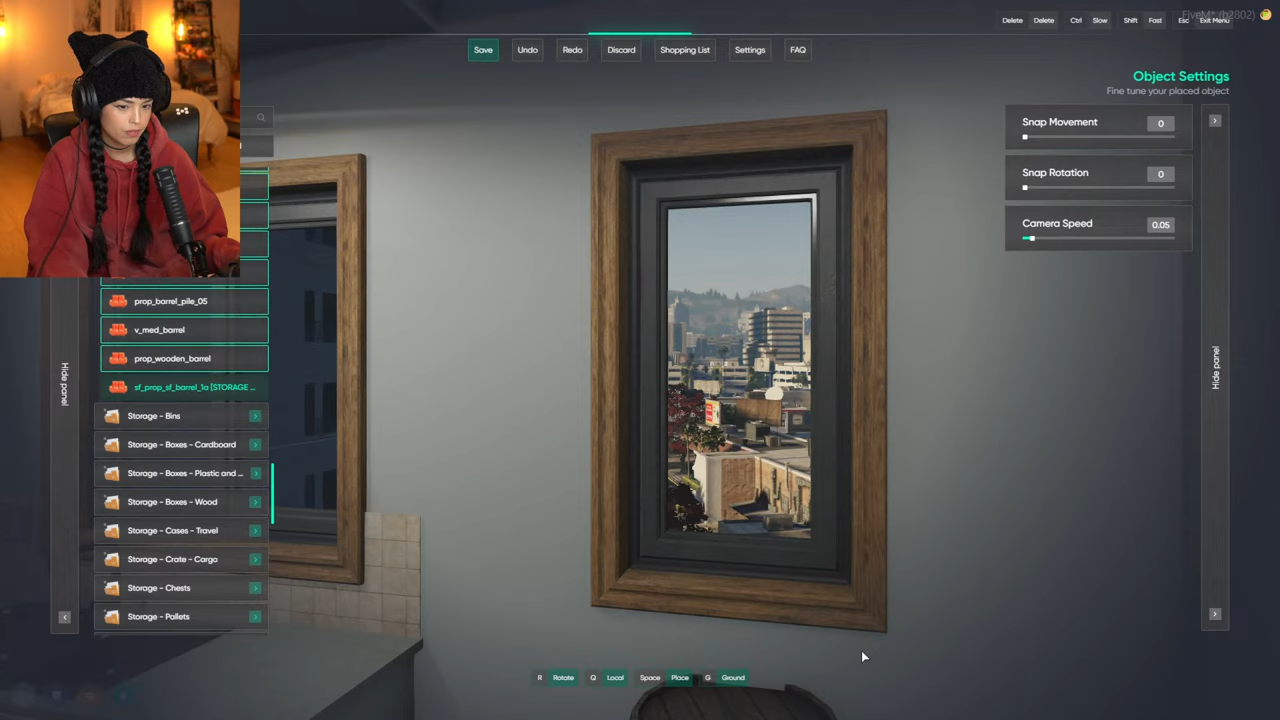 FiveM* (b2802)
Delete Delete Ctrl Slow Shift Fast Esc Exit Menu
Save Undo Redo Discard Shopping List Settings FAQ
Object Settings
Fine tune your placed object
Snap Movement 0
Snap Rotation 0
Camera Speed 0.05
Hide panel
prop_barrel_pile_05
v_med_barrel
prop_wooden_barrel
sf_prop_sf_barrel_1a [STORAGE ...
Storage - Bins
Storage - Boxes - Cardboard
Storage - Boxes - Plastic and ...
Storage - Boxes - Wood
Storage - Cases - Travel
Storage - Crate - Cargo
Storage - Chests
Storage - Pallets
Hide panel
R Rotate Q Local Space Place G Ground